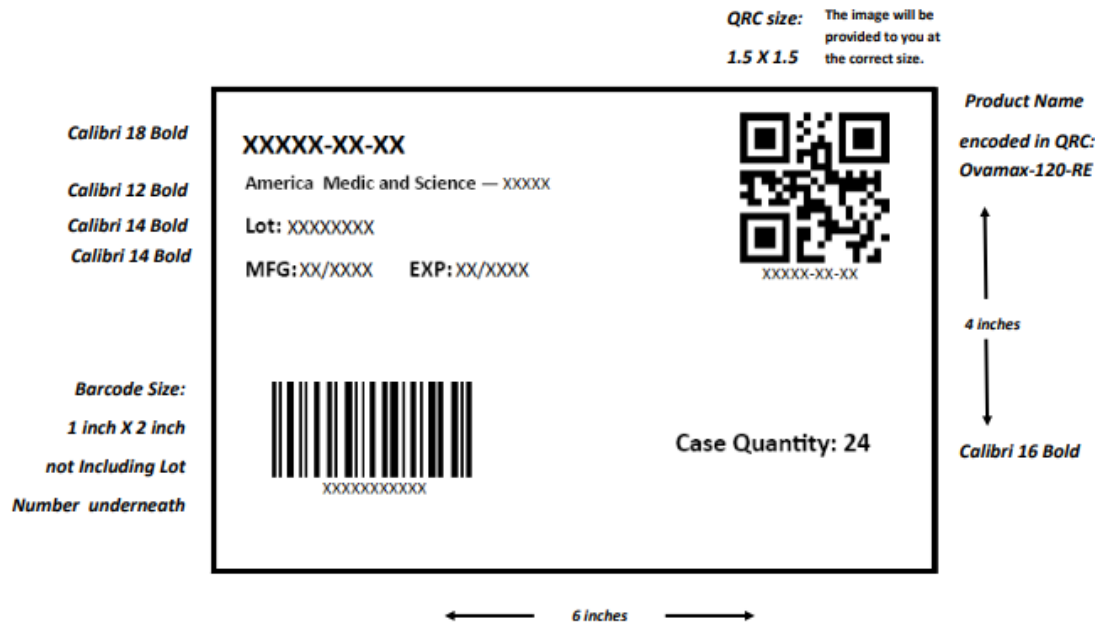 QRC size:
1.5 X 1.5
The image will be
provided to you at
the correct size.
Calibri 18 Bold
Calibri 12 Bold
Calibri 14 Bold
Calibri 14 Bold
XXXXX-XX-XX
America Medic and Science — XXXXX
Lot: XXXXXXXX
MFG: XX/XXXX EXP: XX/XXXX
XXXXX-XX-XX
Product Name
encoded in QRC:
Ovamax-120-RE
4 inches
Barcode Size:
1 inch X 2 inch
not Including Lot
Number underneath
XXXXXXXXXXX
Case Quantity: 24
Calibri 16 Bold
6 inches